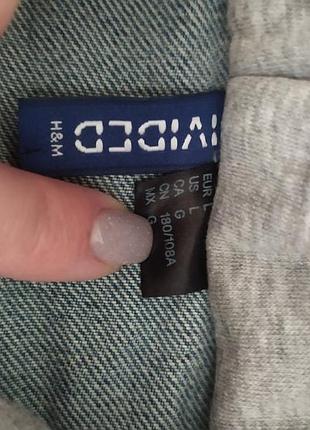 IVIDED
H&M
EUR L
US L
CA G
CN 180/108A
MX G